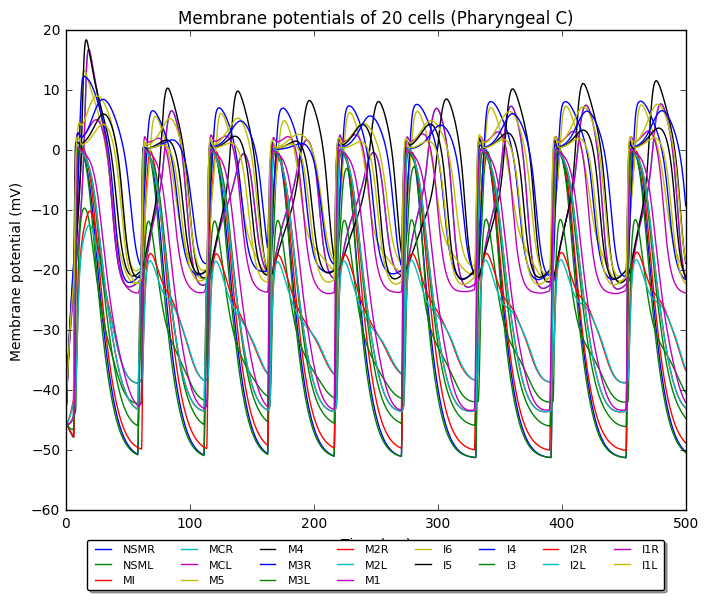 Membrane potentials of 20 cells (Pharyngeal C)
20
10
0
−10
−20
−30
−40
−50
−60
Membrane potential (mV)
0 100 200 300 400 500
NSMR MCR M4 M2R I6 I4 I2R I1R
NSML MCL M3R M2L I5 I3 I2L I1L
MI M5 M3L M1